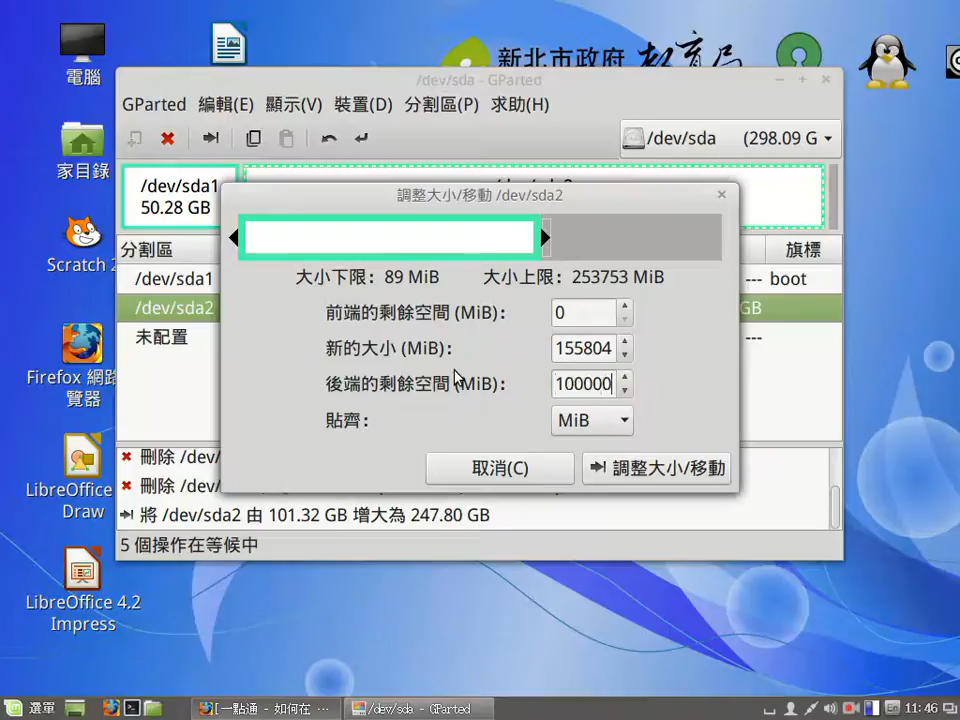 電腦
新北市政府 教育局
家目錄
Scratch 2
Firefox 網路
覽器
LibreOffice
Draw
LibreOffice 4.2
Impress
/dev/sda - GParted
GParted 編輯(E) 顯示(V) 裝置(D) 分割區(P) 求助(H)
/dev/sda (298.09 G
/dev/sda1
50.28 GB
分割區
旗標
/dev/sda1
--- boot
/dev/sda2
GB
未配置
---
調整大小/移動 /dev/sda2
大小下限: 89 MiB 大小上限: 253753 MiB
前端的剩餘空間 (MiB): 0
新的大小 (MiB): 155804
後端的剩餘空間 (MiB): 100000
貼齊: MiB
取消(C) 調整大小/移動
刪除 /dev/
刪除 /dev/
將 /dev/sda2 由 101.32 GB 增大為 247.80 GB
5 個操作在等候中
選單
[一點通 - 如何在 ...
/dev/sda - GParted
En
11:46